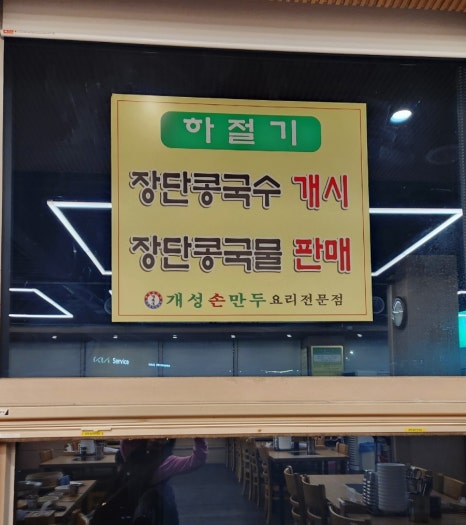 하절기
장단콩국수 개시
장단콩국물 판매
개성손만두요리전문점
KIA Service